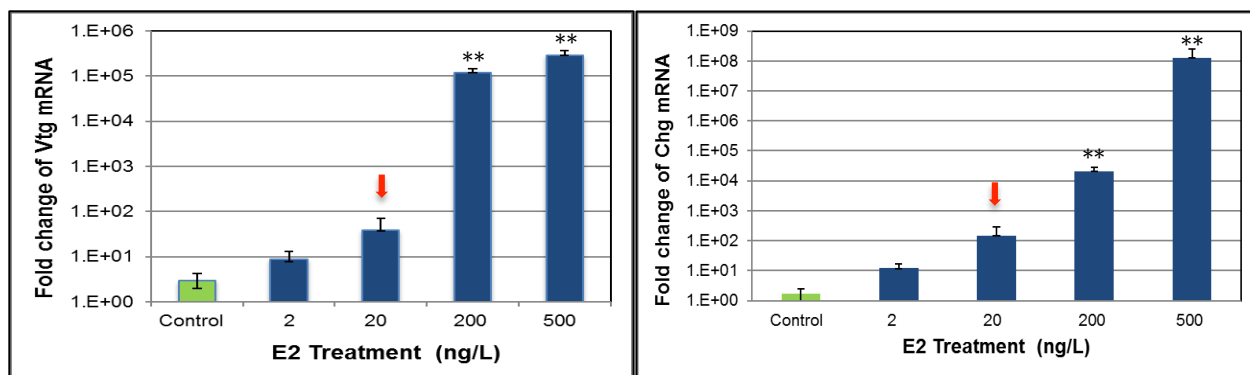 Fold change of Vtg mRNA
1.E+06
1.E+05
1.E+04
1.E+03
1.E+02
1.E+01
1.E+00
**
**
Control 2 20 200 500
E2 Treatment (ng/L)
Fold change of Chg mRNA
1.E+09
1.E+08
1.E+07
1.E+06
1.E+05
1.E+04
1.E+03
1.E+02
1.E+01
1.E+00
**
**
Control 2 20 200 500
E2 Treatment (ng/L)